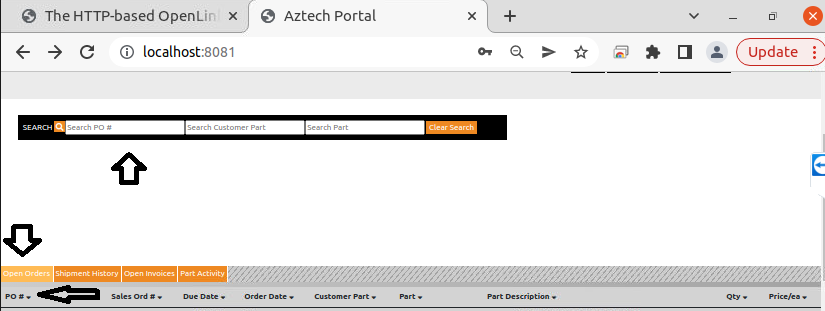 The HTTP-based OpenLin
Aztech Portal
localhost:8081
Update
SEARCH Search PO # Search Customer Part Search Part Clear Search
Open Orders Shipment History Open Invoices Part Activity
PO # Sales Ord # Due Date Order Date Customer Part Part Part Description Qty Price/ea